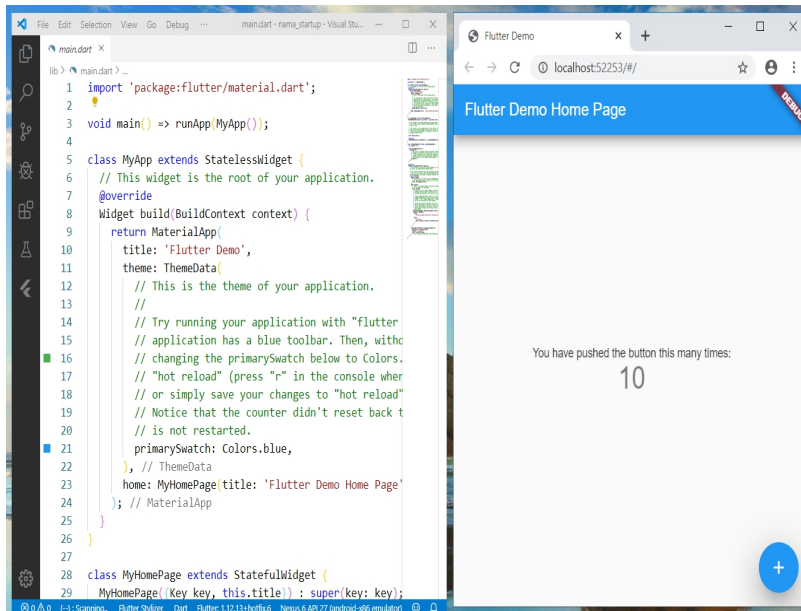 File Edit Selection View Go Debug ··· main.dart - nama_startup - Visual Stu...
main.dart
lib > main.dart > ...
1 import 'package:flutter/material.dart';
2
3 void main() => runApp(MyApp());
4
5 class MyApp extends StatelessWidget {
6 // This widget is the root of your application.
7 @override
8 Widget build(BuildContext context) {
9 return MaterialApp(
10 title: 'Flutter Demo',
11 theme: ThemeData(
12 // This is the theme of your application.
13 //
14 // Try running your application with "flutter
15 // application has a blue toolbar. Then, witho
16 // changing the primarySwatch below to Colors.
17 // "hot reload" (press "r" in the console wher
18 // or simply save your changes to "hot reload"
19 // Notice that the counter didn't reset back t
20 // is not restarted.
21 primarySwatch: Colors.blue,
22 ), // ThemeData
23 home: MyHomePage(title: 'Flutter Demo Home Page'
24 ); // MaterialApp
25 }
26 }
27
28 class MyHomePage extends StatefulWidget {
29 MyHomePage({Key key, this.title}) : super(key: key);
0 0 {--}: Scanning.. Flutter Stylizer Dart Flutter: 1.12.13+hotfix.6 Nexus 6 API 27 (android-x86 emulator)
Flutter Demo
localhost:52253/#/
Flutter Demo Home Page
DEBUG
You have pushed the button this many times:
10
+